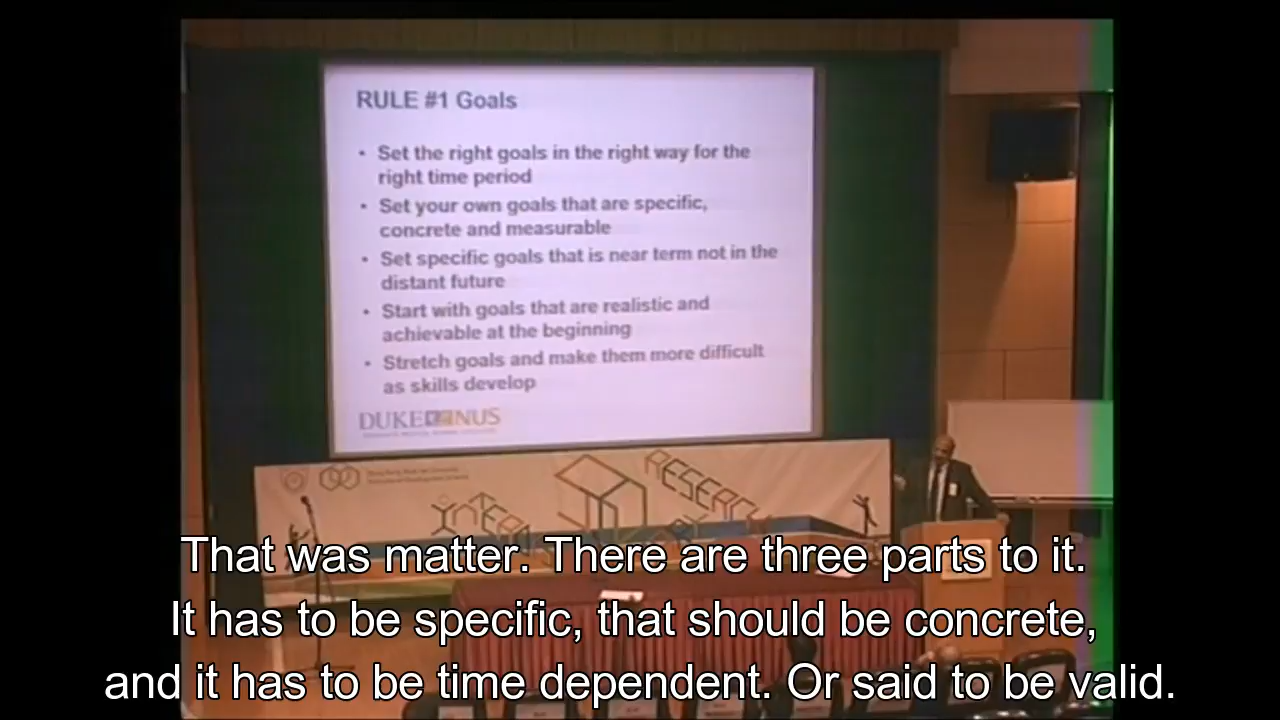 RULE #1 Goals
• Set the right goals in the right way for the
right time period
• Set your own goals that are specific,
concrete and measurable
• Set specific goals that is near term not in the
distant future
• Start with goals that are realistic and
achievable at the beginning
• Stretch goals and make them more difficult
as skills develop
DUKE NUS
RESEARCH
That was matter. There are three parts to it.
It has to be specific, that should be concrete,
and it has to be time dependent. Or said to be valid.